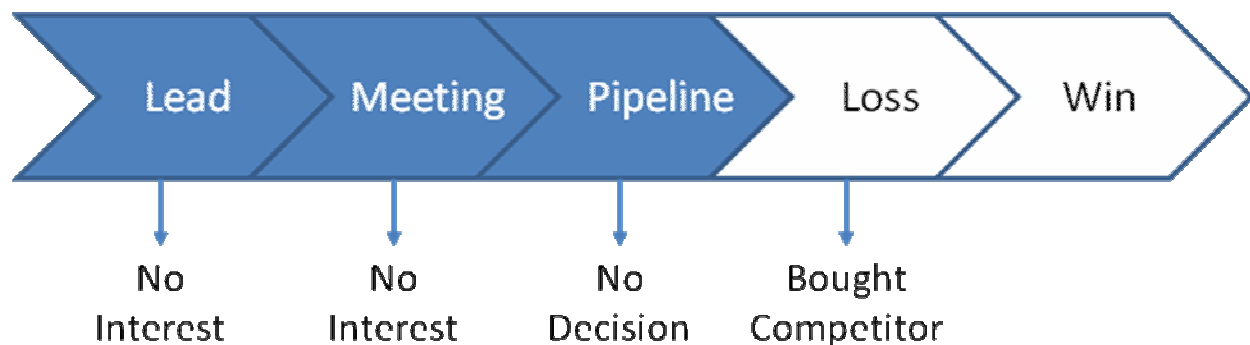 Lead
Meeting
Pipeline
Loss
Win
No
Interest
No
Interest
No
Decision
Bought
Competitor